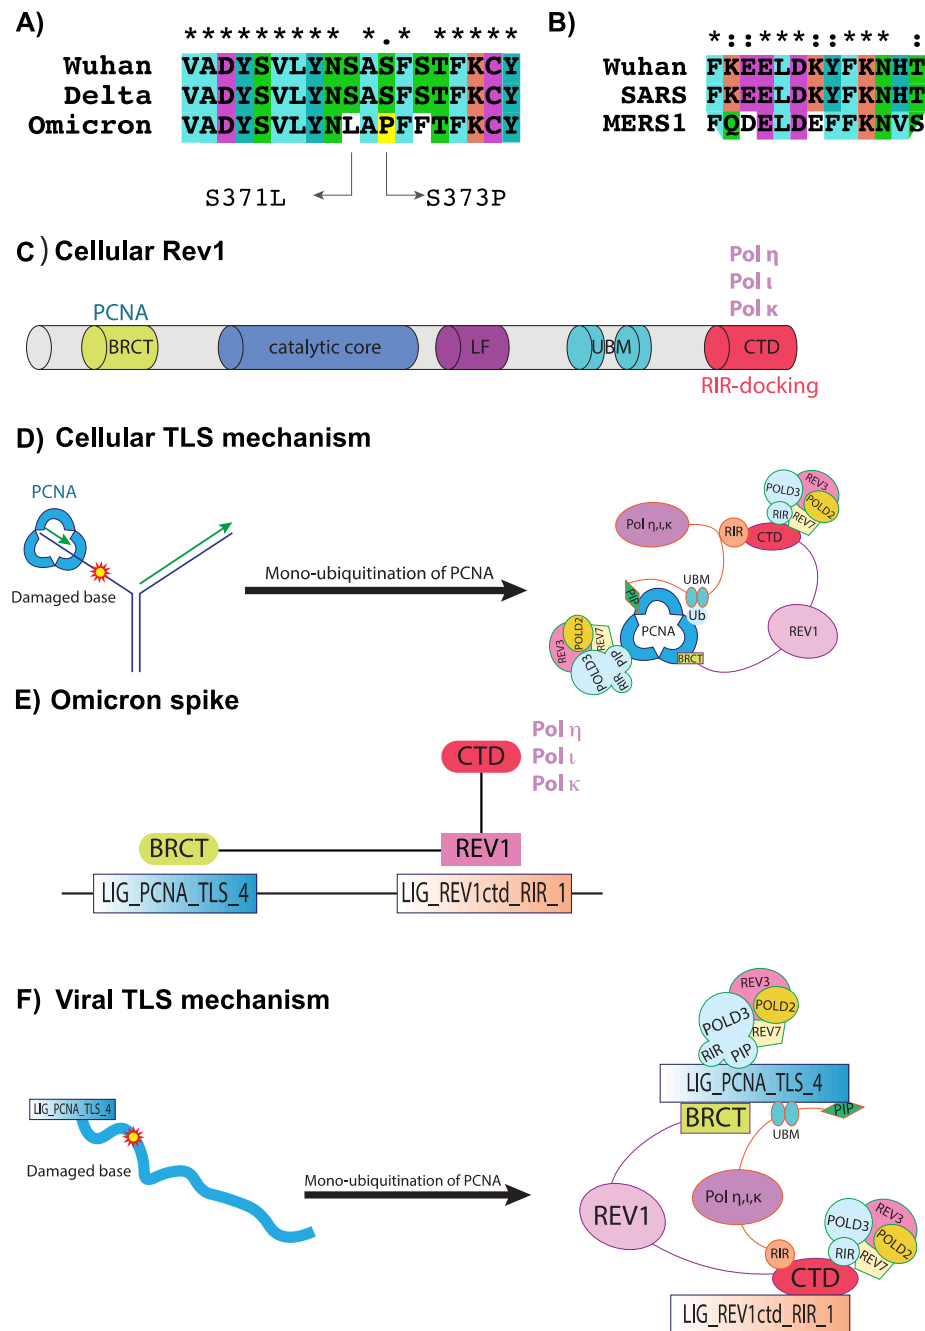 A)
*********  *.* *****
Wuhan VADYSVLYNSASFSTFKCY
Delta VADYSVLYNSASFSTFKCY
Omicron VADYSVLYNLAPFFTFKCY
S371L S373P
B)
*::***::*** :
Wuhan FKEELDKYFKNHT
SARS FKEELDKYFKNHT
MERS1 FQDELDEFFKNVS
C) Cellular Rev1
Pol η
Pol ι
Pol κ
PCNA
BRCT catalytic core LF UBM CTD
RIR-docking
D) Cellular TLS mechanism
PCNA
Damaged base
Mono-ubiquitination of PCNA
POLD3 REV3 POLD2 RIR REV7
Pol η,ι,κ RIR CTD
PIP UBM Ub
PCNA
BRCT
REV1
REV3 POLD2 REV7 POLD3 RIR PIP
E) Omicron spike
Pol η
Pol ι
Pol κ
CTD
BRCT REV1
LIG_PCNA_TLS_4 LIG_REV1ctd_RIR_1
F) Viral TLS mechanism
LIG_PCNA_TLS_4
Damaged base
Mono-ubiquitination of PCNA
REV3
POLD3 POLD2
REV7
RIR PIP
LIG_PCNA_TLS_4
BRCT UBM PIP
REV1 Pol η,ι,κ
POLD3 REV3 POLD2
RIR RIR REV7
CTD
LIG_REV1ctd_RIR_1